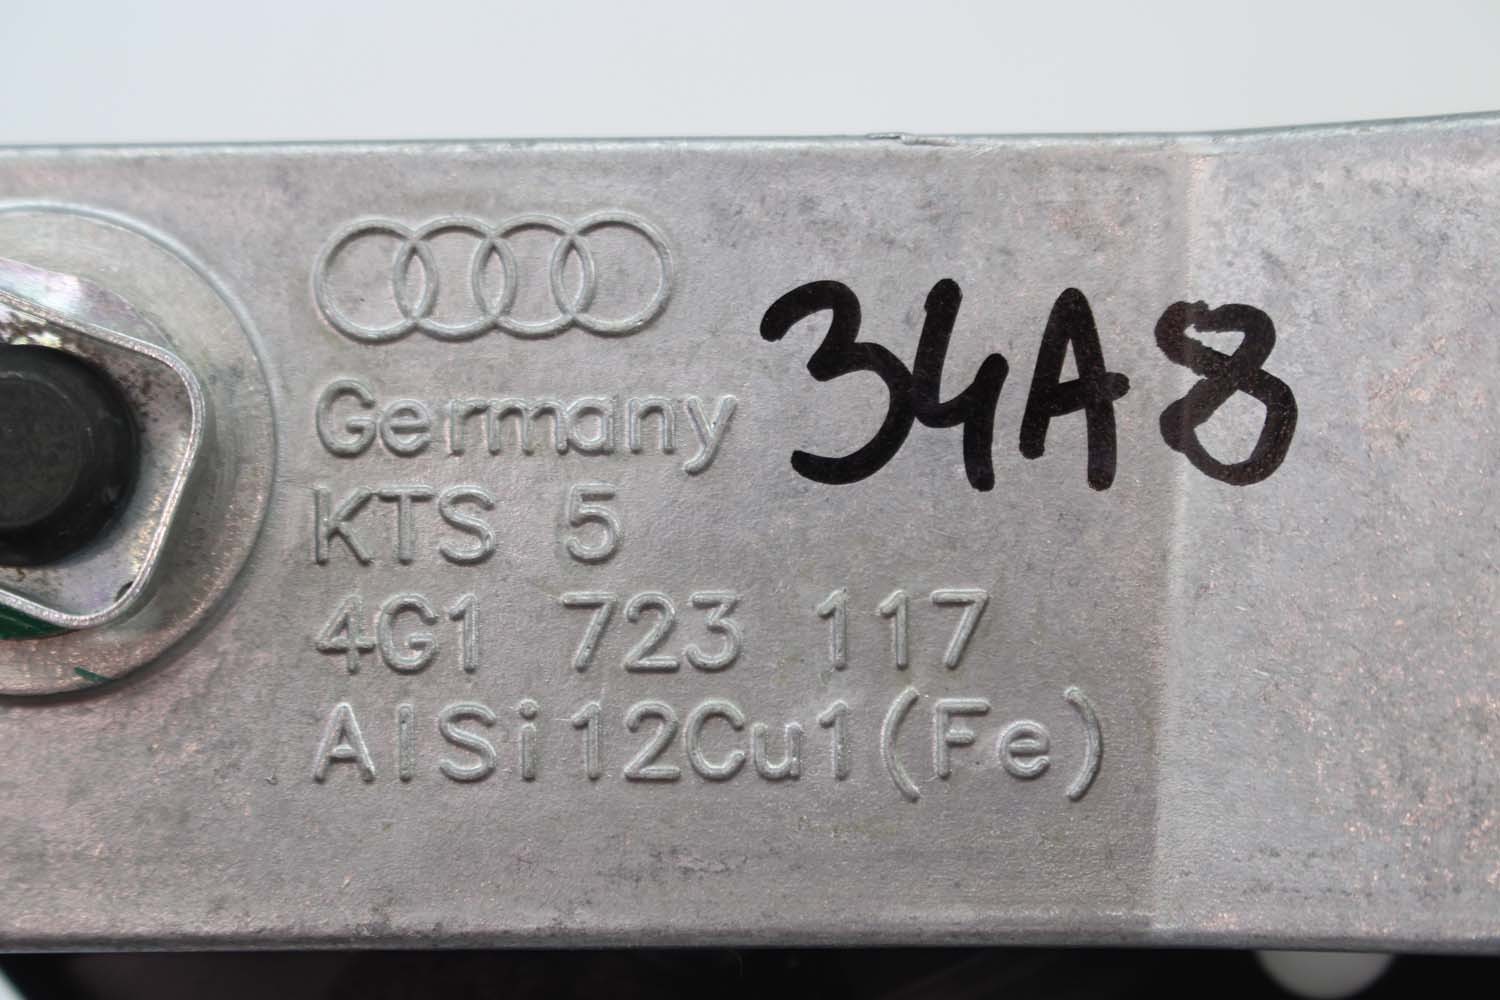 34A8
Germany
KTS 5
4G1 723 117
AlSi12Cu1(Fe)